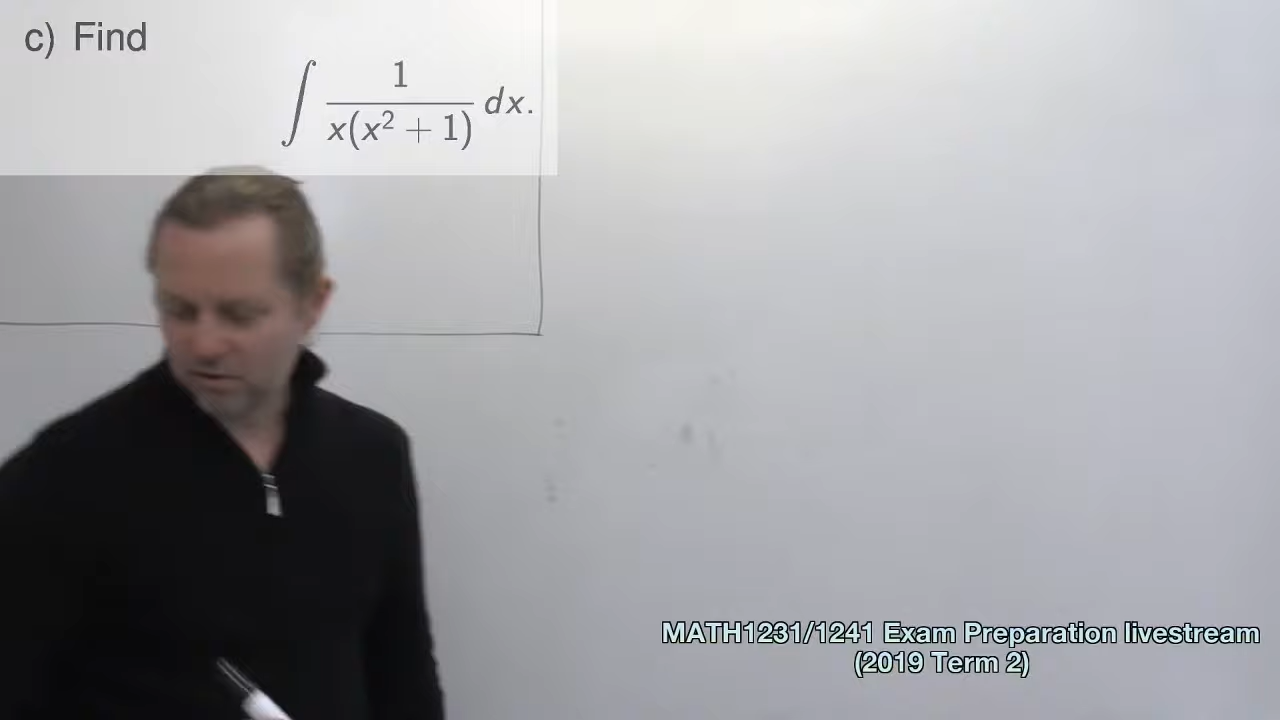 c) Find
∫ 1/(x(x² + 1)) dx.
MATH1231/1241 Exam Preparation livestream
(2019 Term 2)